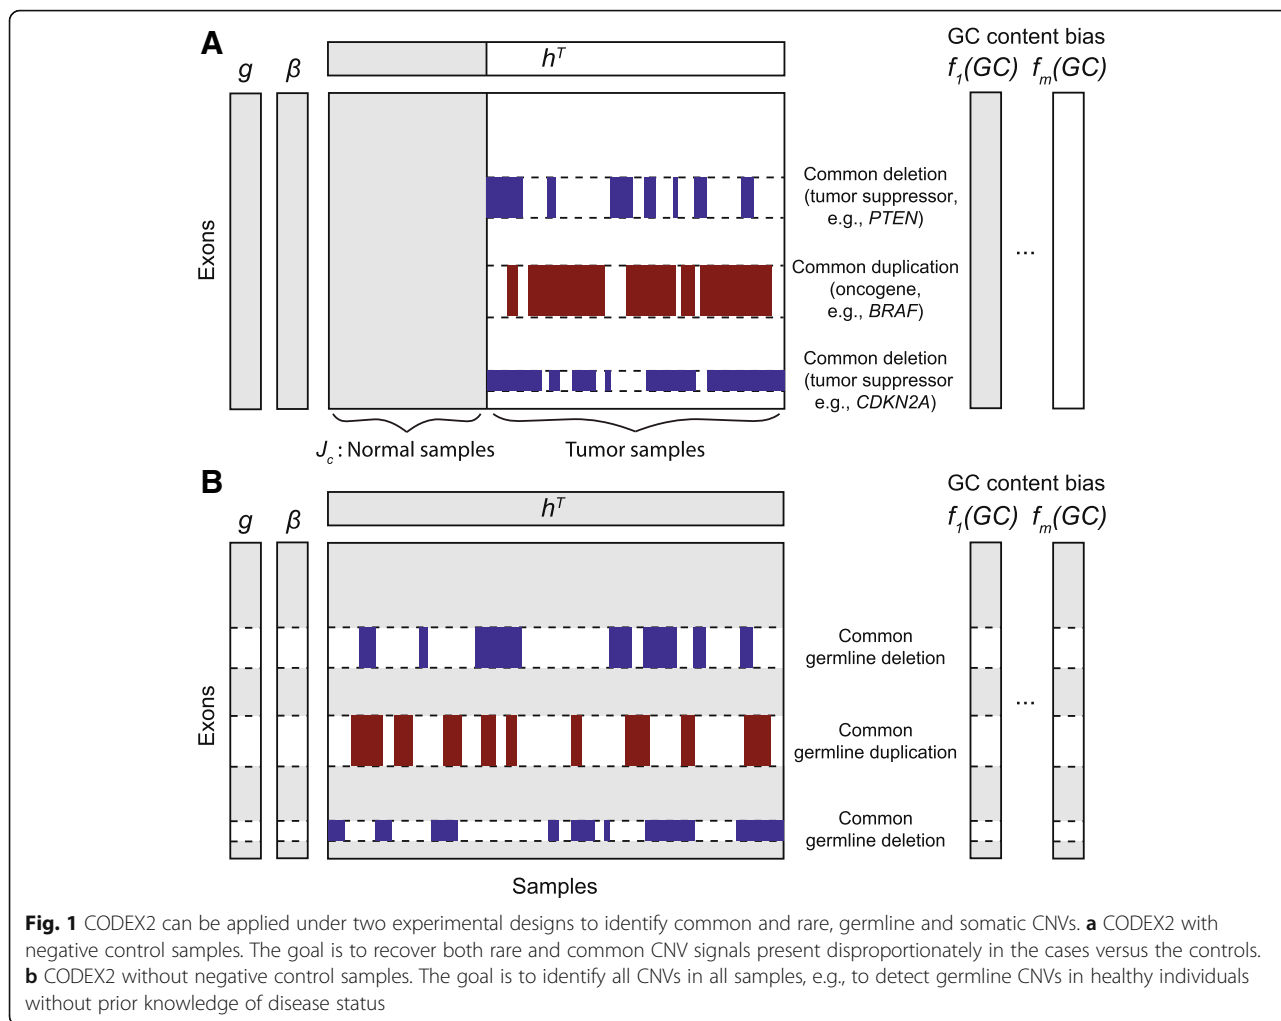 A
g
β
h^T
GC content bias
f_1(GC)
f_m(GC)
Exons
Common deletion
(tumor suppressor,
e.g., PTEN)
Common duplication
(oncogene,
e.g., BRAF)
Common deletion
(tumor suppressor
e.g., CDKN2A)
...
J_c : Normal samples
Tumor samples
B
g
β
h^T
GC content bias
f_1(GC)
f_m(GC)
Exons
Common
germline deletion
Common
germline duplication
Common
germline deletion
...
Samples
Fig. 1 CODEX2 can be applied under two experimental designs to identify common and rare, germline and somatic CNVs. a CODEX2 with
negative control samples. The goal is to recover both rare and common CNV signals present disproportionately in the cases versus the controls.
b CODEX2 without negative control samples. The goal is to identify all CNVs in all samples, e.g., to detect germline CNVs in healthy individuals
without prior knowledge of disease status